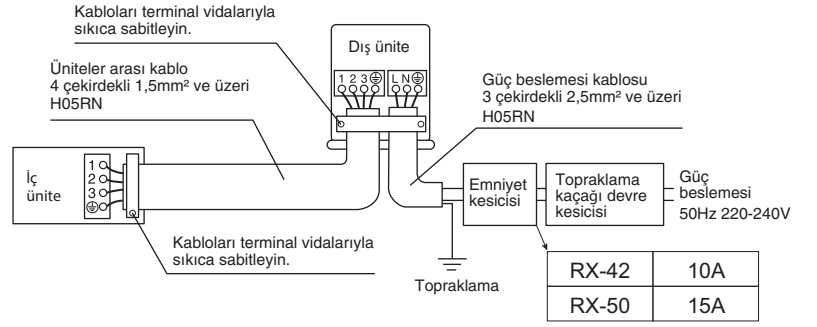 Kabloları terminal vidalarıyla
sıkıca sabitleyin.
Dış ünite
Üniteler arası kablo
4 çekirdekli 1,5mm² ve üzeri
H05RN
1 2 3
L N
Güç beslemesi kablosu
3 çekirdekli 2,5mm² ve üzeri
H05RN
İç
ünite
1
2
3
Emniyet
kesicisi
Topraklama
kaçağı devre
kesicisi
Güç
beslemesi
50Hz 220-240V
Kabloları terminal vidalarıyla
sıkıca sabitleyin.
Topraklama
RX-42 10A
RX-50 15A